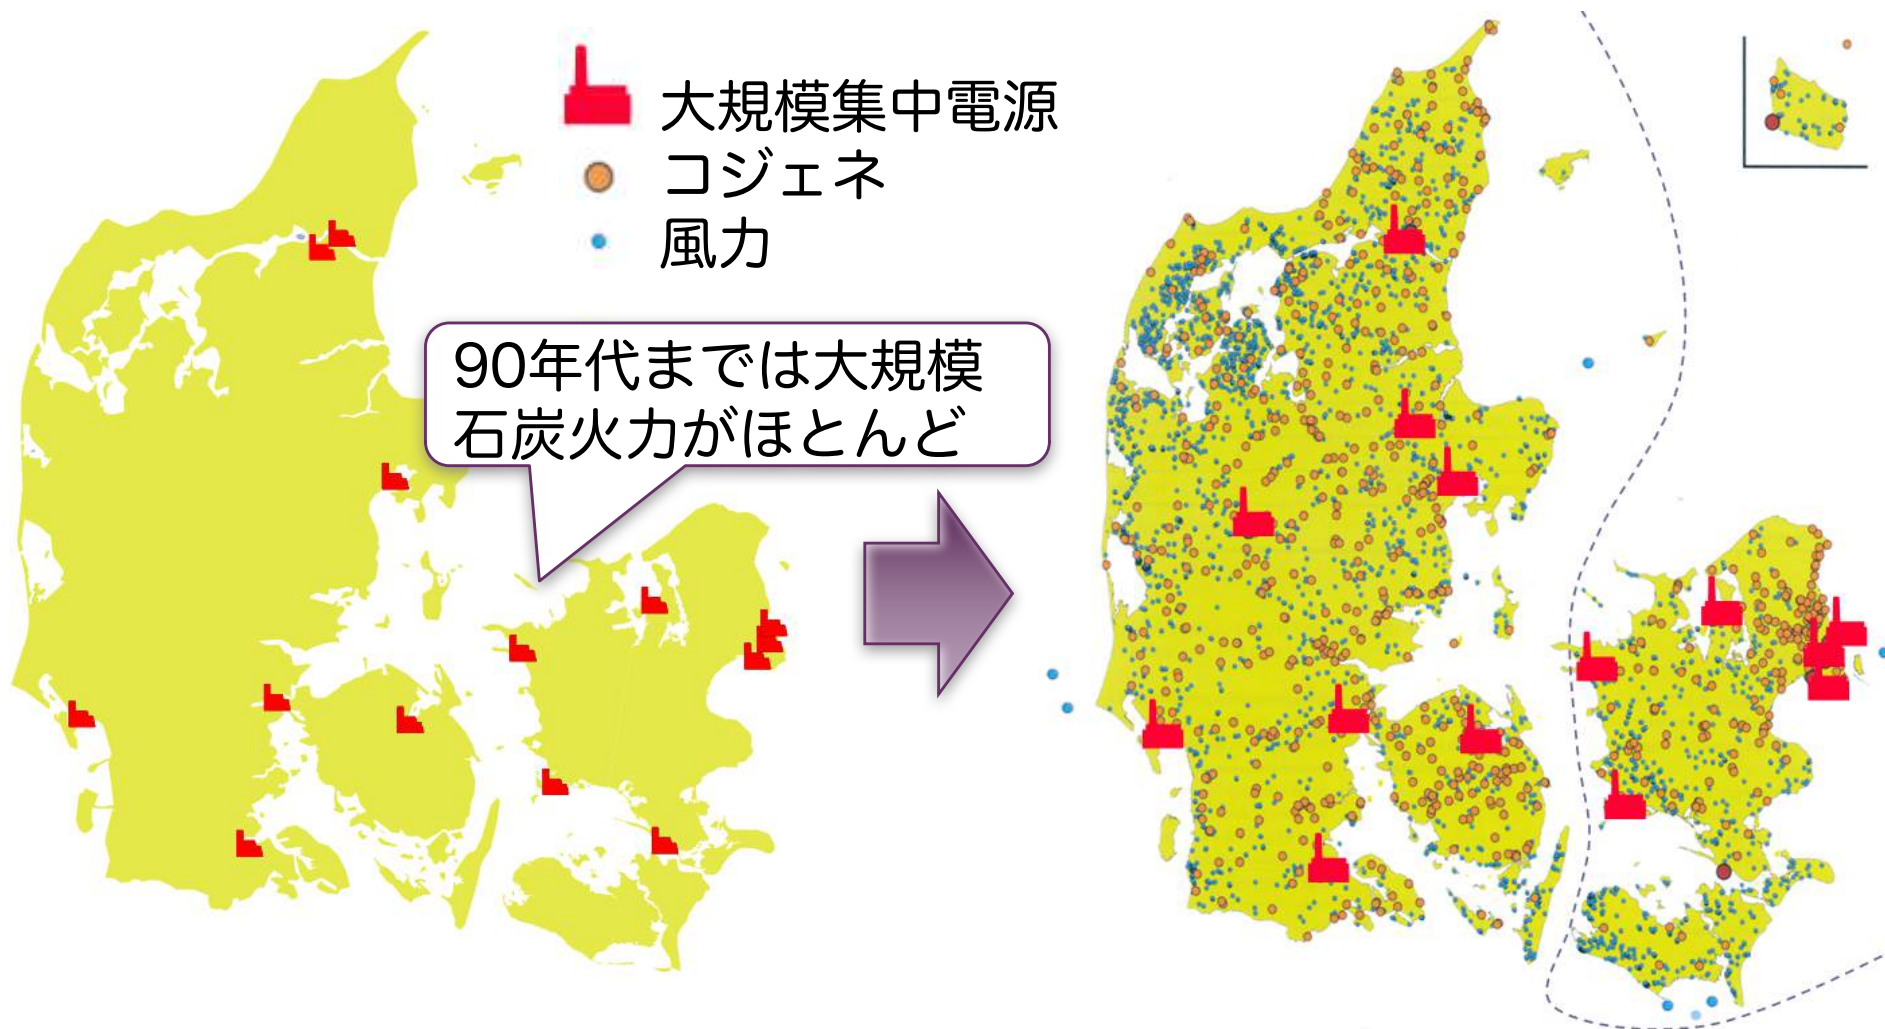 大規模集中電源
コジェネ
風力
90年代までは大規模
石炭火力がほとんど